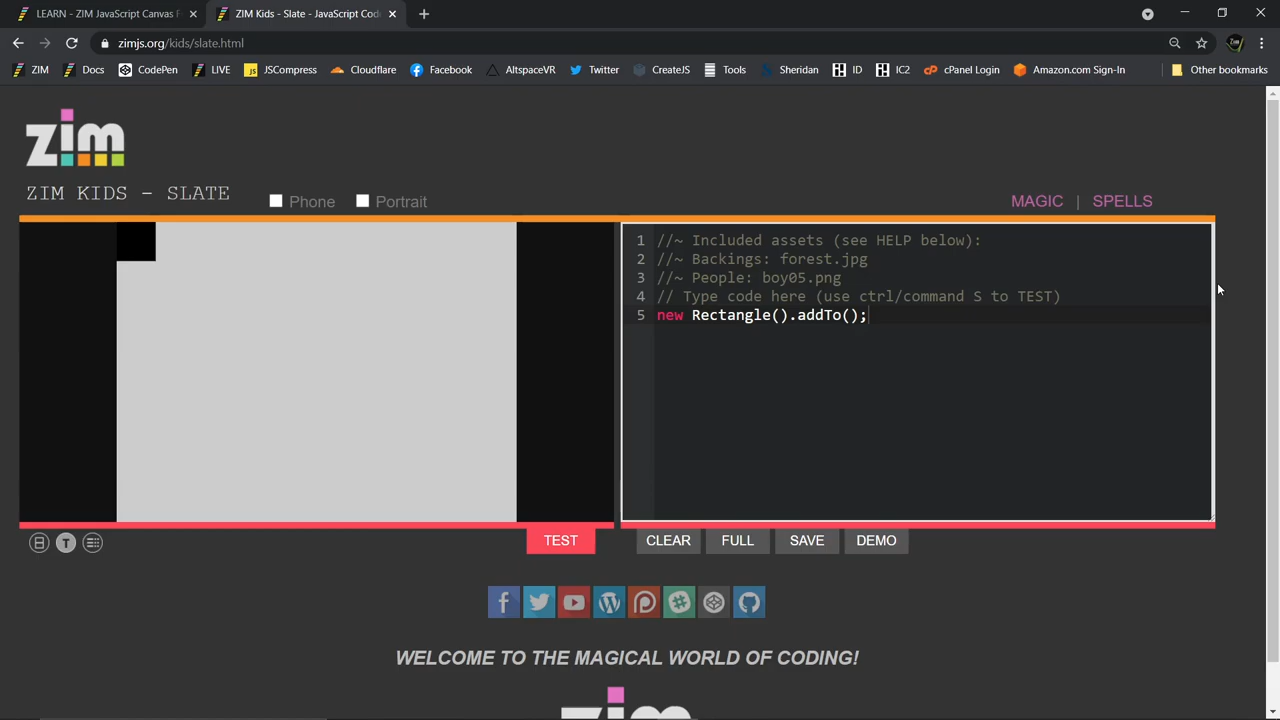 LEARN - ZIM JavaScript Canvas F
ZIM Kids - Slate - JavaScript Code
zimjs.org/kids/slate.html
ZIM Docs CodePen LIVE JSCompress Cloudflare Facebook AltspaceVR Twitter CreateJS Tools Sheridan ID IC2 cPanel Login Amazon.com Sign-In Other bookmarks
zim
ZIM KIDS - SLATE
Phone Portrait
MAGIC | SPELLS
1 //~ Included assets (see HELP below):
2 //~ Backings: forest.jpg
3 //~ People: boy05.png
4 // Type code here (use ctrl/command S to TEST)
5 new Rectangle().addTo();
T
TEST CLEAR FULL SAVE DEMO
WELCOME TO THE MAGICAL WORLD OF CODING!